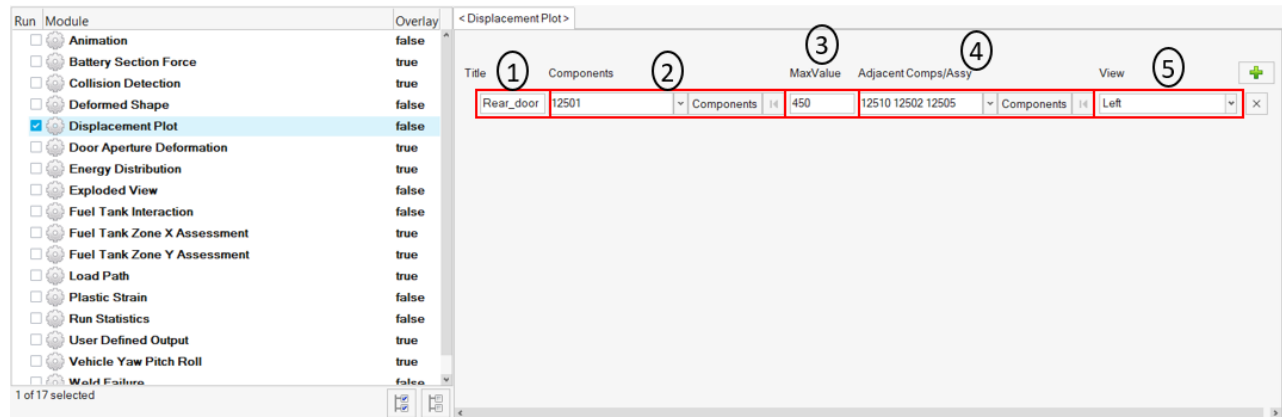 Run Module Overlay
Animation false
Battery Section Force true
Collision Detection true
Deformed Shape false
Displacement Plot false
Door Aperture Deformation true
Energy Distribution true
Exploded View false
Fuel Tank Interaction false
Fuel Tank Zone X Assessment true
Fuel Tank Zone Y Assessment true
Load Path true
Plastic Strain false
Run Statistics false
User Defined Output true
Vehicle Yaw Pitch Roll true
Weld Failure false
1 of 17 selected
<Displacement Plot>
1 2 3 4 5
Title Components MaxValue Adjacent Comps/Assy View
Rear_door 12501 Components 450 12510 12502 12505 Components Left